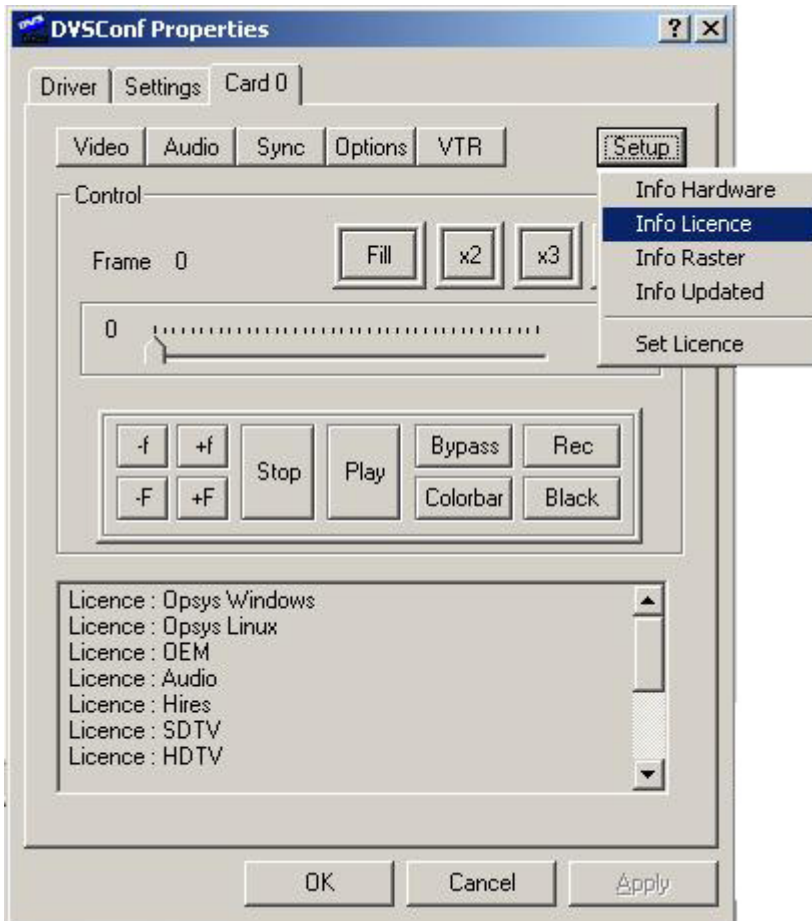 DVSConf Properties
Driver Settings Card 0
Video Audio Sync Options VTR Setup
Info Hardware
Info Licence
Info Raster
Info Updated
Set Licence
Control
Frame 0 Fill x2 x3
0
-f +f Stop Play Bypass Rec
-F +F Colorbar Black
Licence : Opsys Windows
Licence : Opsys Linux
Licence : OEM
Licence : Audio
Licence : Hires
Licence : SDTV
Licence : HDTV
OK Cancel Apply